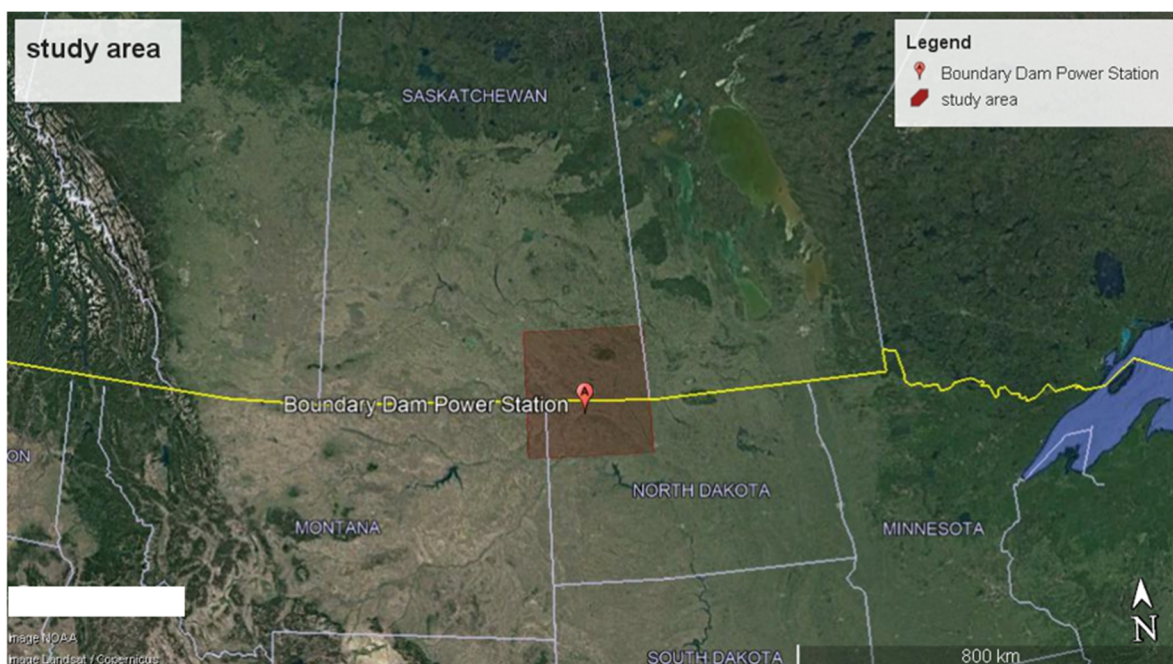 study area
Legend
A Boundary Dam Power Station
study area
SASKATCHEWAN
A
Boundary Dam Power Station
ON
NORTH DAKOTA
MONTANA
MINNESOTA
N
Image NOAA
Image Landsat / Copernicus
SOUTH DAKOTA
800 km